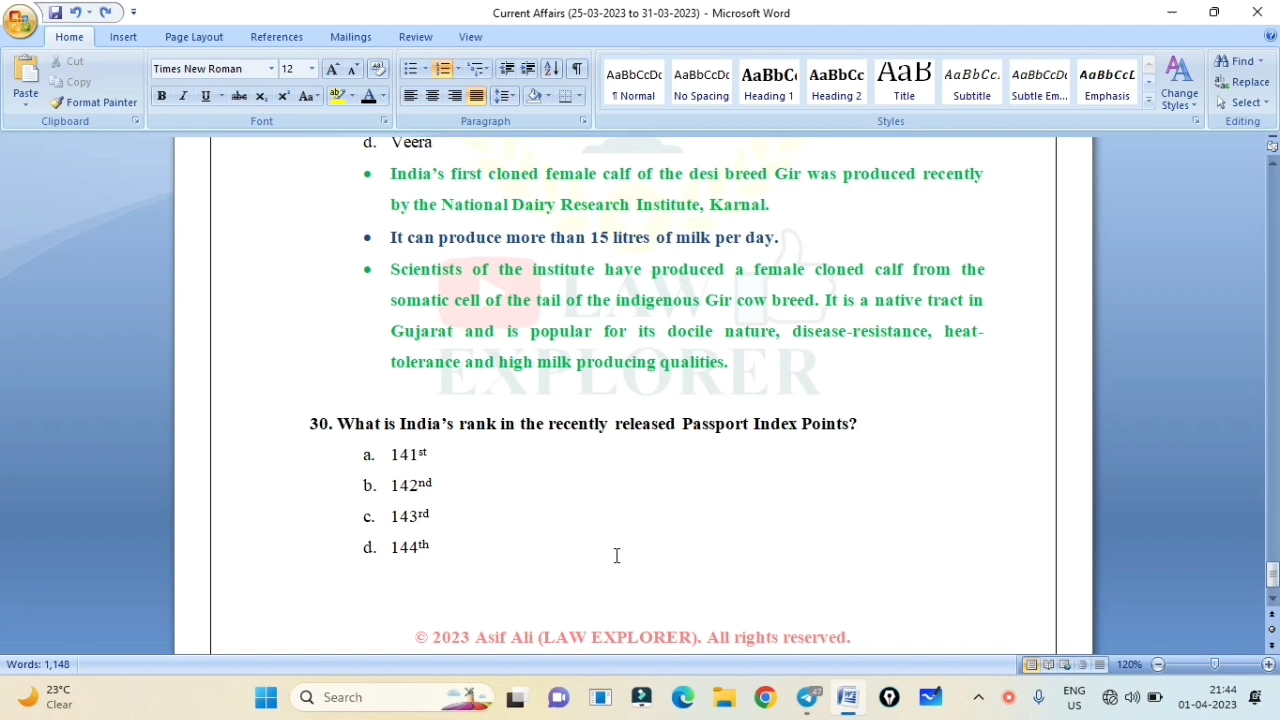 Current Affairs (25-03-2023 to 31-03-2023) - Microsoft Word
Home Insert Page Layout References Mailings Review View
Paste
Cut
Copy
Format Painter
Clipboard
Times New Roman 12
Font
Paragraph
AaBbCcDc AaBbCcDc AaBbC AaBbCc AaB AaBbCc. AaBbCcDc AaBbCcL
¶ Normal No Spacing Heading 1 Heading 2 Title Subtitle Subtle Em... Emphasis
Change Styles
Styles
Find
Replace
Select
Editing
d. Veera
• India's first cloned female calf of the desi breed Gir was produced recently
by the National Dairy Research Institute, Karnal.
• It can produce more than 15 litres of milk per day.
• Scientists of the institute have produced a female cloned calf from the
somatic cell of the tail of the indigenous Gir cow breed. It is a native tract in
Gujarat and is popular for its docile nature, disease-resistance, heat-
tolerance and high milk producing qualities.
LAW
EXPLORER
30. What is India's rank in the recently released Passport Index Points?
a. 141st
b. 142nd
c. 143rd
d. 144th
© 2023 Asif Ali (LAW EXPLORER). All rights reserved.
Words: 1,148
120%
23°C
Clear
Search
47
ENG
US
21:44
01-04-2023